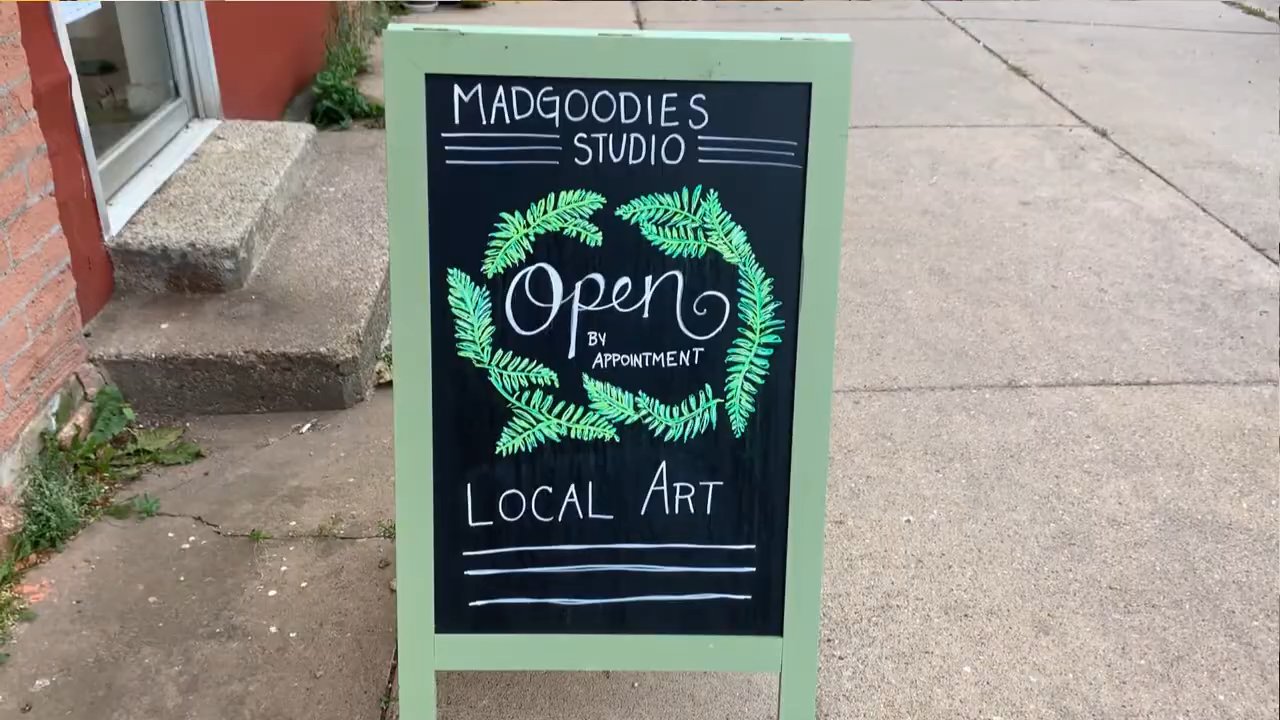 MADGOODIES
STUDIO
Open
BY
APPOINTMENT
LOCAL ART